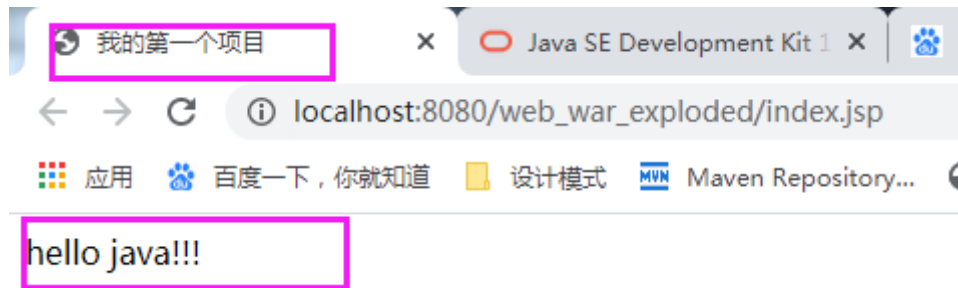 我的第一个项目 Java SE Development Kit 1
localhost:8080/web_war_exploded/index.jsp
应用 百度一下，你就知道 设计模式 MVN Maven Repository...
hello java!!!